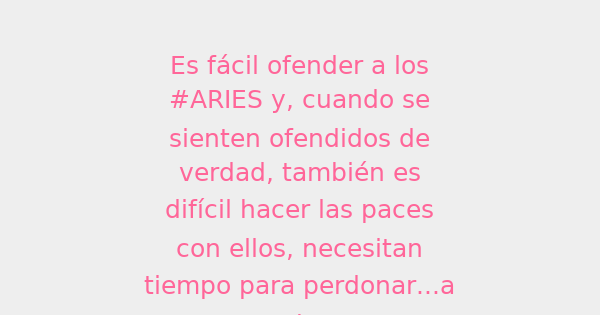 Es fácil ofender a los
#ARIES y, cuando se
sienten ofendidos de
verdad, también es
difícil hacer las paces
con ellos, necesitan
tiempo para perdonar...a